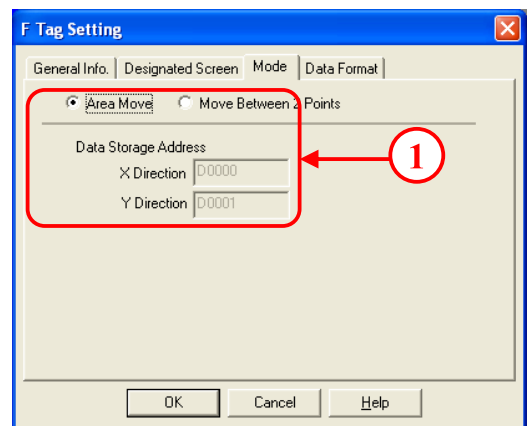 F Tag Setting
General Info. Designated Screen Mode Data Format
Area Move Move Between 2 Points
Data Storage Address
X Direction D0000
1
Y Direction D0001
OK Cancel Help